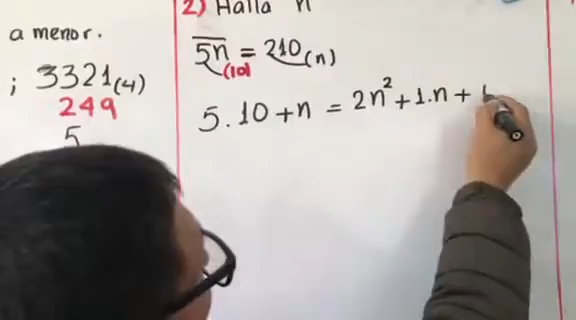 a menor.
; 3321(4)
249
5
2) Halla n
5n = 210(n)
(10)
5.10+n = 2n²+1.n+